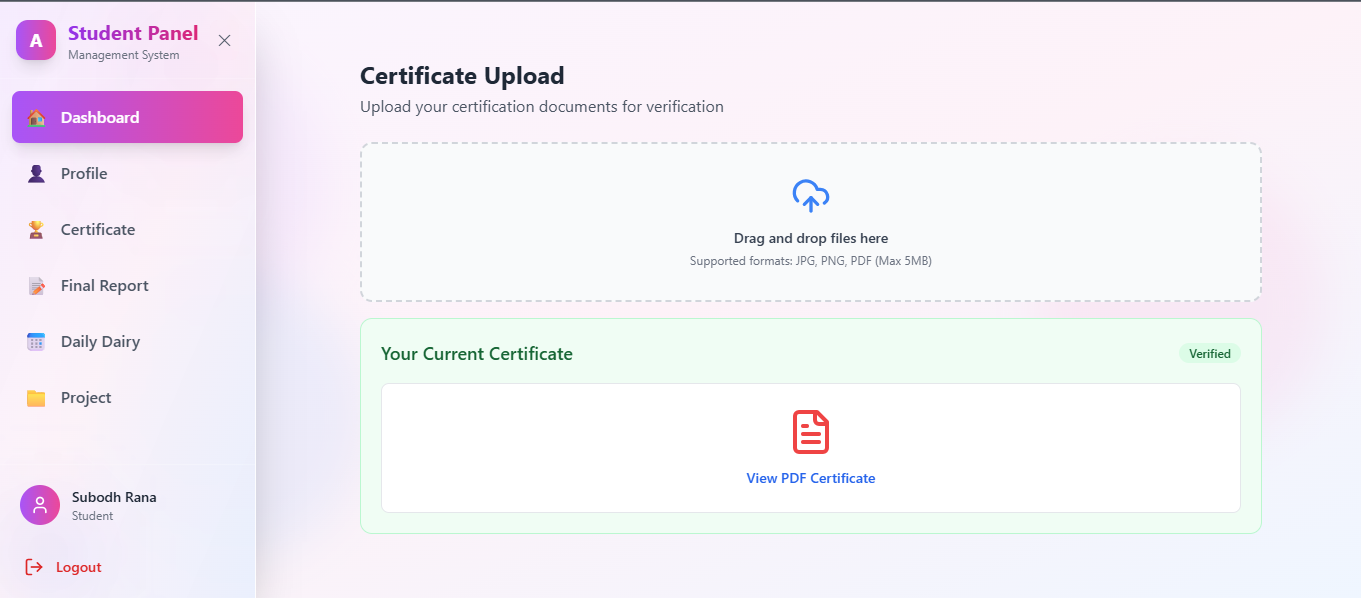 A
Student Panel
Management System
Dashboard
Profile
Certificate
Final Report
Daily Dairy
Project
Subodh Rana
Student
Logout
Certificate Upload
Upload your certification documents for verification
Drag and drop files here
Supported formats: JPG, PNG, PDF (Max 5MB)
Your Current Certificate
Verified
View PDF Certificate